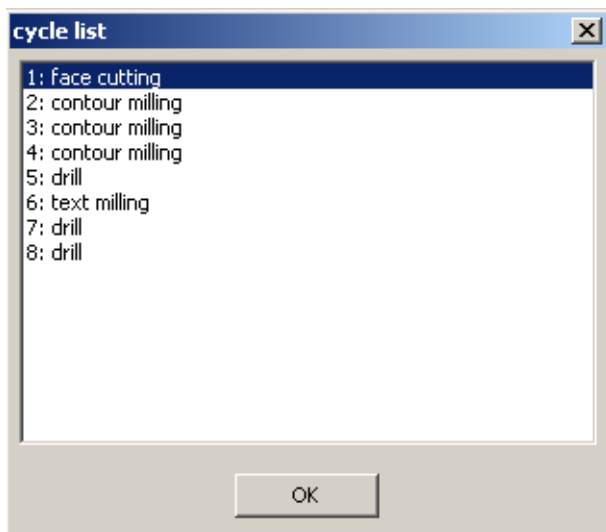 cycle list
1: face cutting
2: contour milling
3: contour milling
4: contour milling
5: drill
6: text milling
7: drill
8: drill
OK